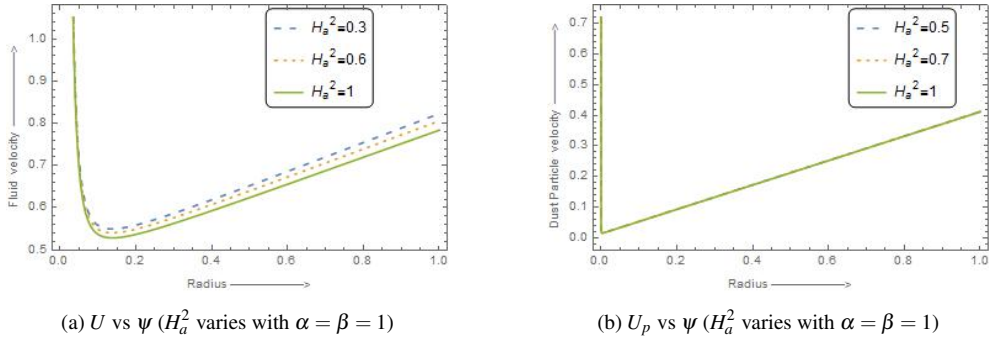 Fluid velocity ⟶
1.0
0.9
0.8
0.7
0.6
0.5
0.0 0.2 0.4 0.6 0.8 1.0
Radius ⟶
H_a^2=0.3
H_a^2=0.6
H_a^2=1
(a) U vs ψ (H_a^2 varies with α = β = 1)
Dust Particle velocity ⟶
0.7
0.6
0.5
0.4
0.3
0.2
0.1
0.0
0.0 0.2 0.4 0.6 0.8 1.0
Radius ⟶
H_a^2=0.5
H_a^2=0.7
H_a^2=1
(b) U_p vs ψ (H_a^2 varies with α = β = 1)